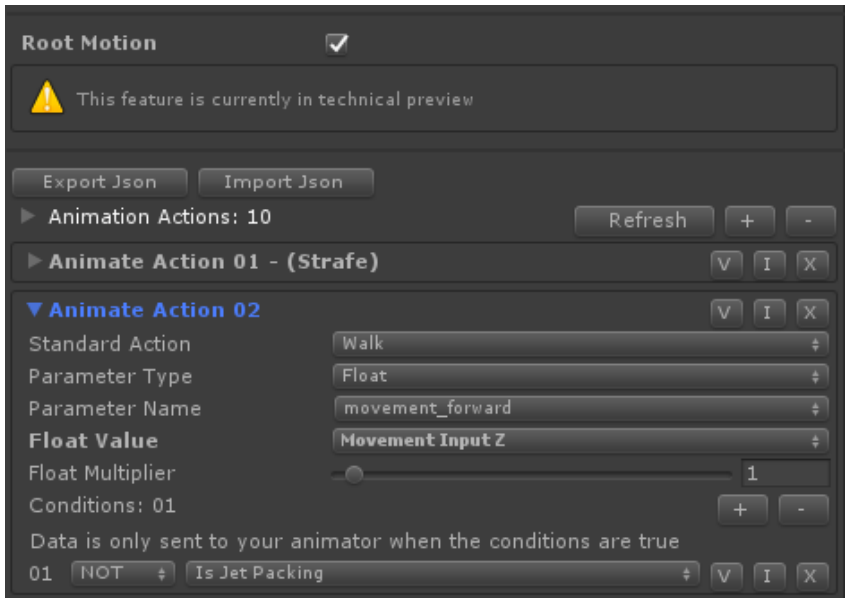 Root Motion
This feature is currently in technical preview
Export Json Import Json
Animation Actions: 10 Refresh + -
Animate Action 01 - (Strafe) V I X
Animate Action 02 V I X
Standard Action Walk
Parameter Type Float
Parameter Name movement_forward
Float Value Movement Input Z
Float Multiplier 1
Conditions: 01 + -
Data is only sent to your animator when the conditions are true
01 NOT Is Jet Packing V I X